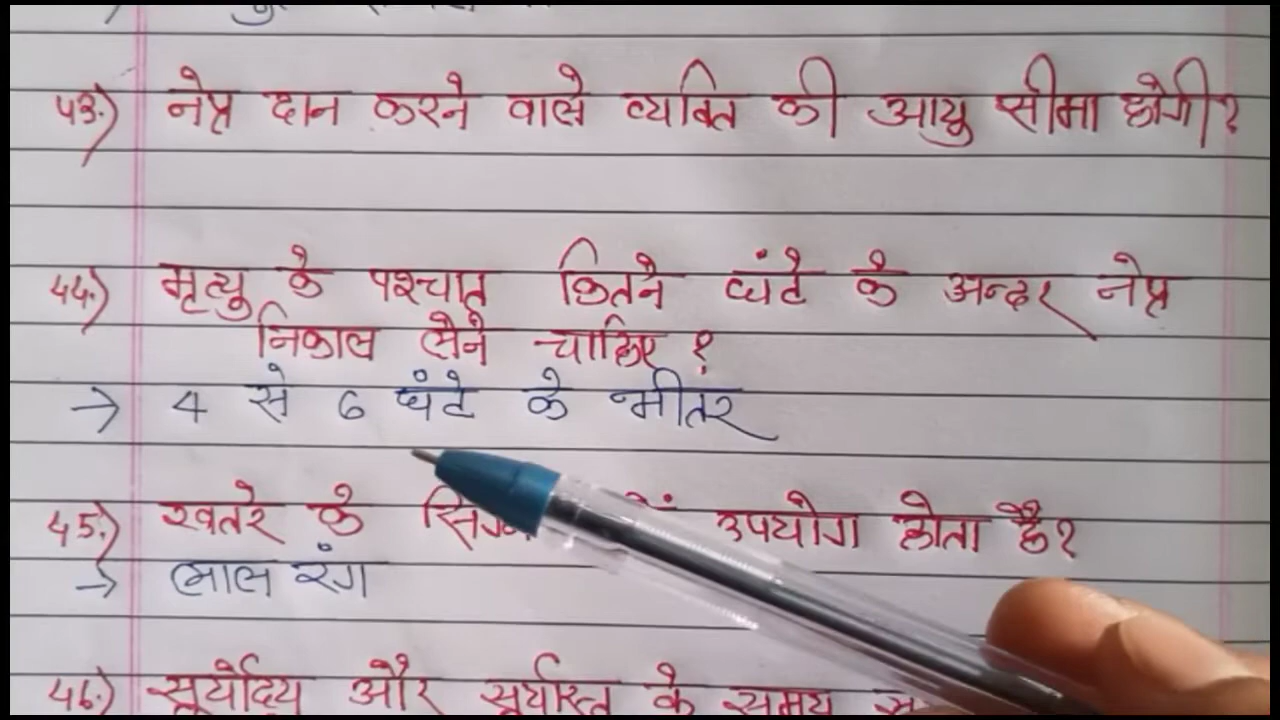 43.) नेत्र दान करने वाले व्यक्ति की आयु सीमा होगी?
44.) मृत्यु के पश्चात् कितने घंटे के अन्दर नेत्र
निकाल लेने चाहिए ?
→ 4 से 6 घंटे के भीतर
45.) खतरे के में उपयोग होता है?
→ लाल रंग
46.) सूर्योदय और सूर्यास्त के समय